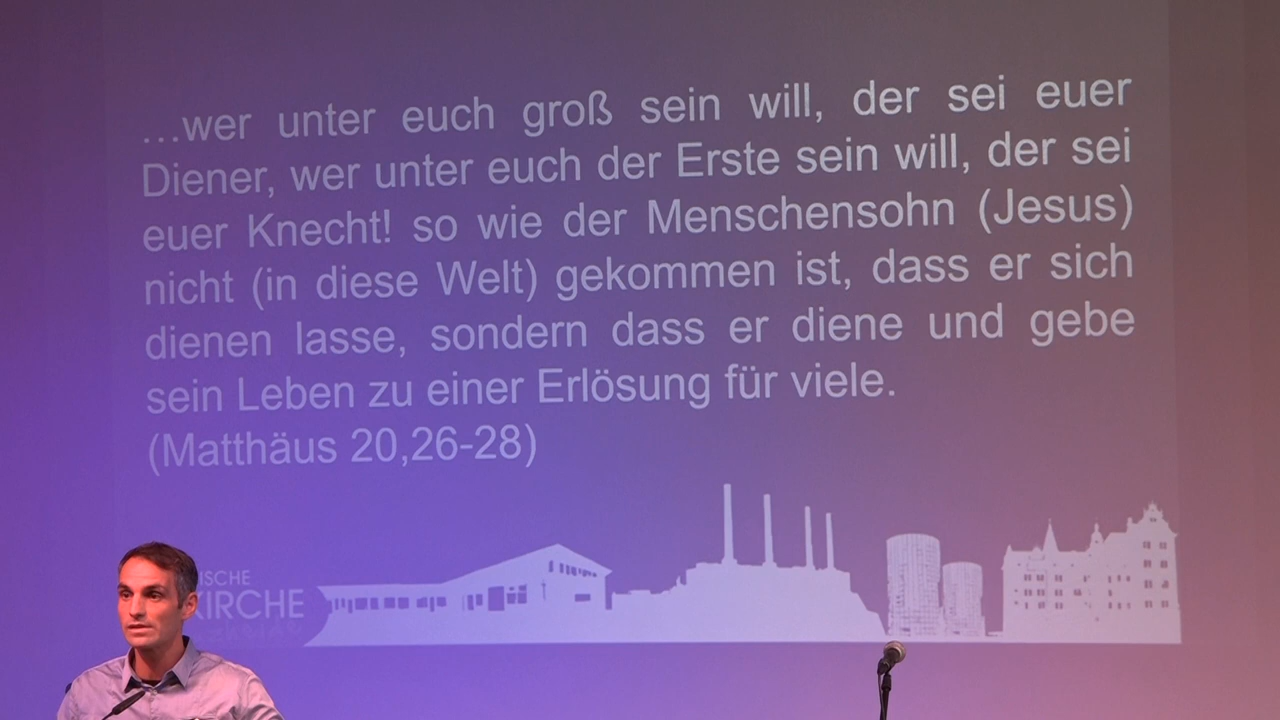 ...wer unter euch groß sein will, der sei euer
Diener, wer unter euch der Erste sein will, der sei
euer Knecht! so wie der Menschensohn (Jesus)
nicht (in diese Welt) gekommen ist, dass er sich
dienen lasse, sondern dass er diene und gebe
sein Leben zu einer Erlösung für viele.
(Matthäus 20,26-28)
ISCHE
KIRCHE